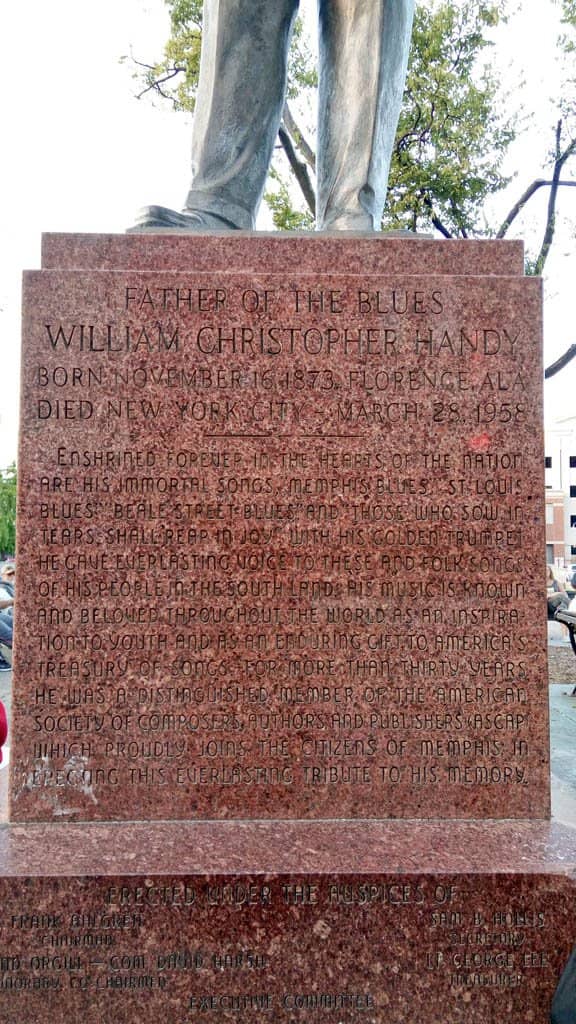 FATHER OF THE BLUES
WILLIAM CHRISTOPHER HANDY
BORN NOVEMBER 16, 1873, FLORENCE, ALA
DIED NEW YORK CITY - MARCH 28, 1958
ENSHRINED FOREVER IN THE HEARTS OF THE NATION
ARE HIS IMMORTAL SONGS, "MEMPHIS BLUES," "ST. LOUIS
BLUES," "BEALE STREET BLUES" AND "THOSE WHO SOW IN
TEARS, SHALL REAP IN JOY." WITH HIS GOLDEN TRUMPET
HE GAVE EVERLASTING VOICE TO THESE AND FOLK SONGS
OF HIS PEOPLE IN THE SOUTH LAND. HIS MUSIC IS KNOWN
AND BELOVED THROUGHOUT THE WORLD AS AN INSPIRA-
TION TO YOUTH AND AS AN ENDURING GIFT TO AMERICA'S
TREASURY OF SONGS. FOR MORE THAN THIRTY YEARS
HE WAS A DISTINGUISHED MEMBER OF THE AMERICAN
SOCIETY OF COMPOSERS, AUTHORS AND PUBLISHERS (ASCAP)
WHICH PROUDLY JOINS THE CITIZENS OF MEMPHIS IN
ERECTING THIS EVERLASTING TRIBUTE TO HIS MEMORY.
ERECTED UNDER THE AUSPICES OF
FRANK SAM B HOLLIS
CHAIRMAN SECRETARY
ORGILL - COM. DAVID HARSH LT. GEORGE LEE
CO-CHAIRMEN TREASURER
EXECUTIVE COMMITTEE